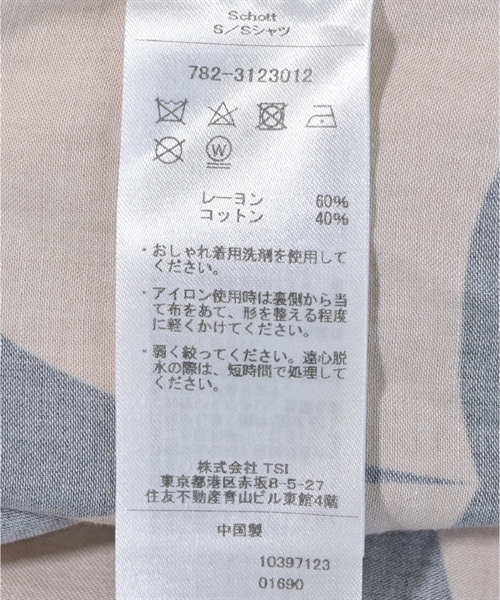 Schott
S／Sシャツ
782-3123012
W
レーヨン 60%
コットン 40%
・おしゃれ着用洗剤を使用して
ください。
・アイロン使用時は裏側から当
て布をあて、形を整える程度
に軽くかけてください。
・弱く絞ってください。遠心脱
水の際は、短時間で処理して
ください。
株式会社 TSI
東京都港区赤坂8-5-27
住友不動産青山ビル東館4階
中国製
10397123
01690